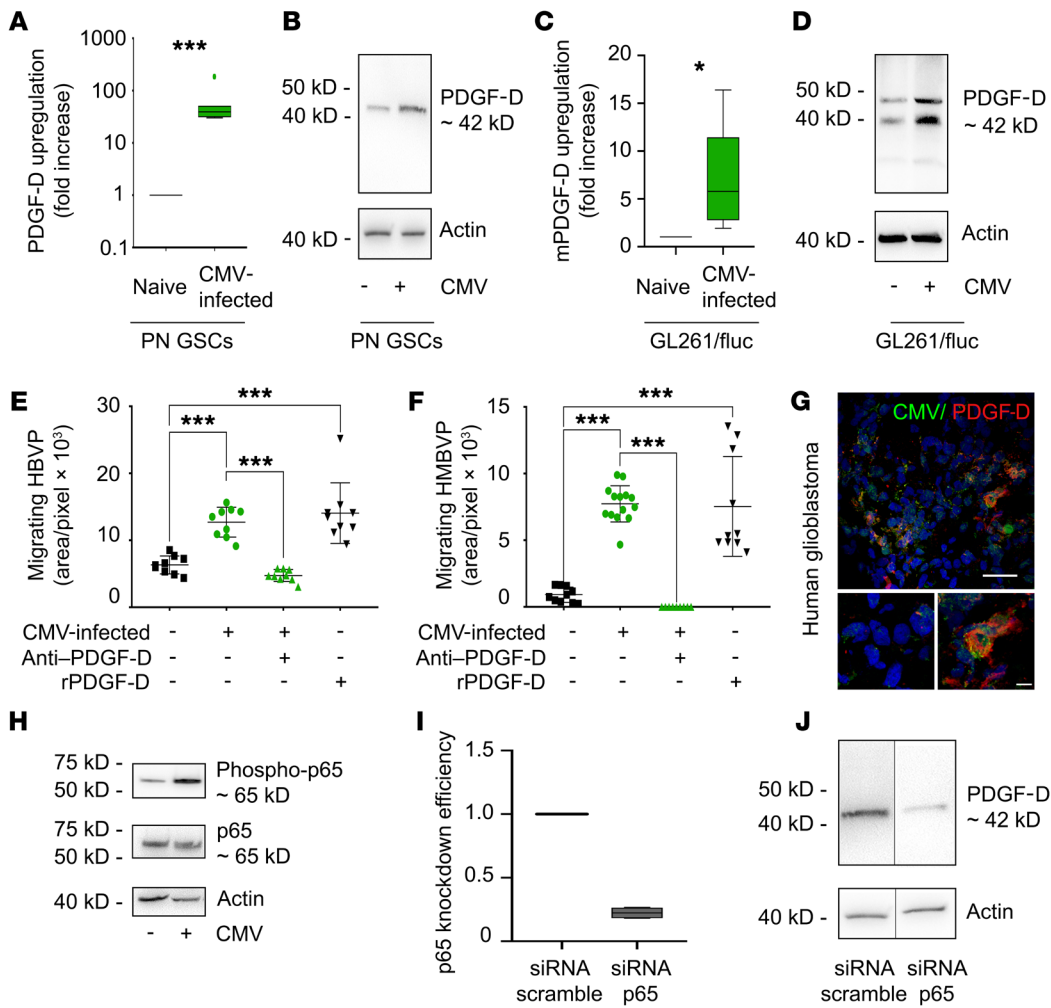 A
PDGF-D upregulation
(fold increase)
1000
100
10
1
0.1
***
Naive
CMV-
infected
PN GSCs
B
50 kD -
40 kD -
PDGF-D
~ 42 kD
40 kD -
Actin
- + CMV
PN GSCs
C
mPDGF-D upregulation
(fold increase)
20
15
10
5
0
*
Naive
CMV-
infected
GL261/fluc
D
50 kD -
40 kD -
PDGF-D
~ 42 kD
40 kD -
Actin
- + CMV
GL261/fluc
E
Migrating HBVP
(area/pixel × 10³)
30
20
10
0
***
***
***
CMV-infected - + + -
Anti–PDGF-D - - + -
rPDGF-D - - - +
F
Migrating HMBVP
(area/pixel × 10³)
15
10
5
0
***
***
***
CMV-infected - + + -
Anti–PDGF-D - - + -
rPDGF-D - - - +
G
Human glioblastoma
CMV/ PDGF-D
H
75 kD -
50 kD -
Phospho-p65
~ 65 kD
75 kD -
50 kD -
p65
~ 65 kD
40 kD -
Actin
- + CMV
I
p65 knockdown efficiency
1.5
1.0
0.5
0
siRNA
scramble
siRNA
p65
J
50 kD -
40 kD -
PDGF-D
~ 42 kD
40 kD -
Actin
siRNA
scramble
siRNA
p65